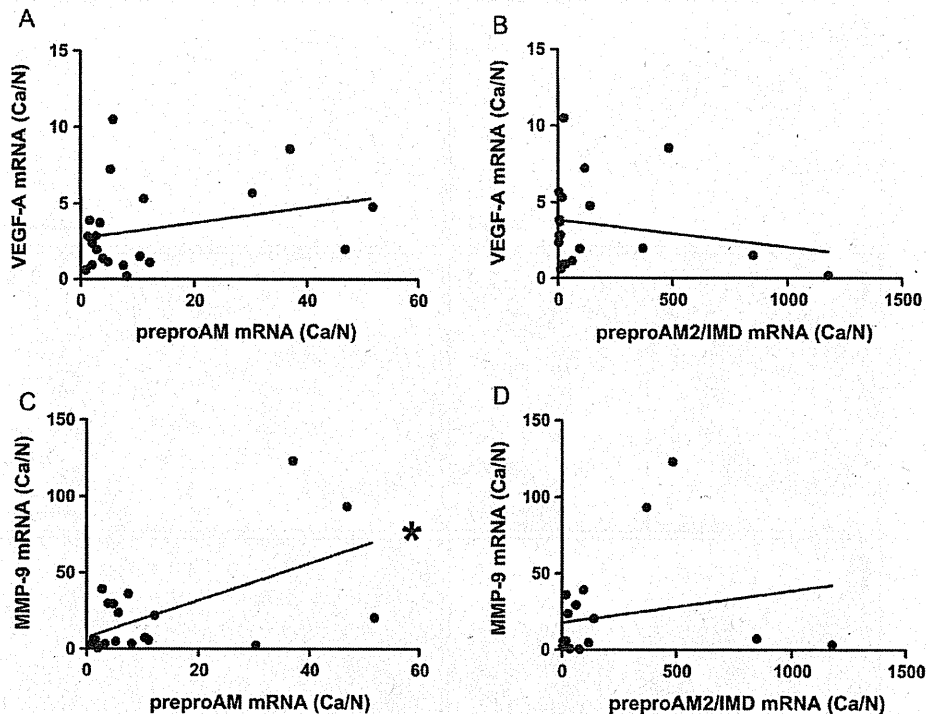 A
VEGF-A mRNA (Ca/N)
15
10
5
0
0 20 40 60
preproAM mRNA (Ca/N)
B
VEGF-A mRNA (Ca/N)
15
10
5
0
0 500 1000 1500
preproAM2/IMD mRNA (Ca/N)
C
MMP-9 mRNA (Ca/N)
150
100
50
0
0 20 40 60
*
preproAM mRNA (Ca/N)
D
MMP-9 mRNA (Ca/N)
150
100
50
0
0 500 1000 1500
preproAM2/IMD mRNA (Ca/N)